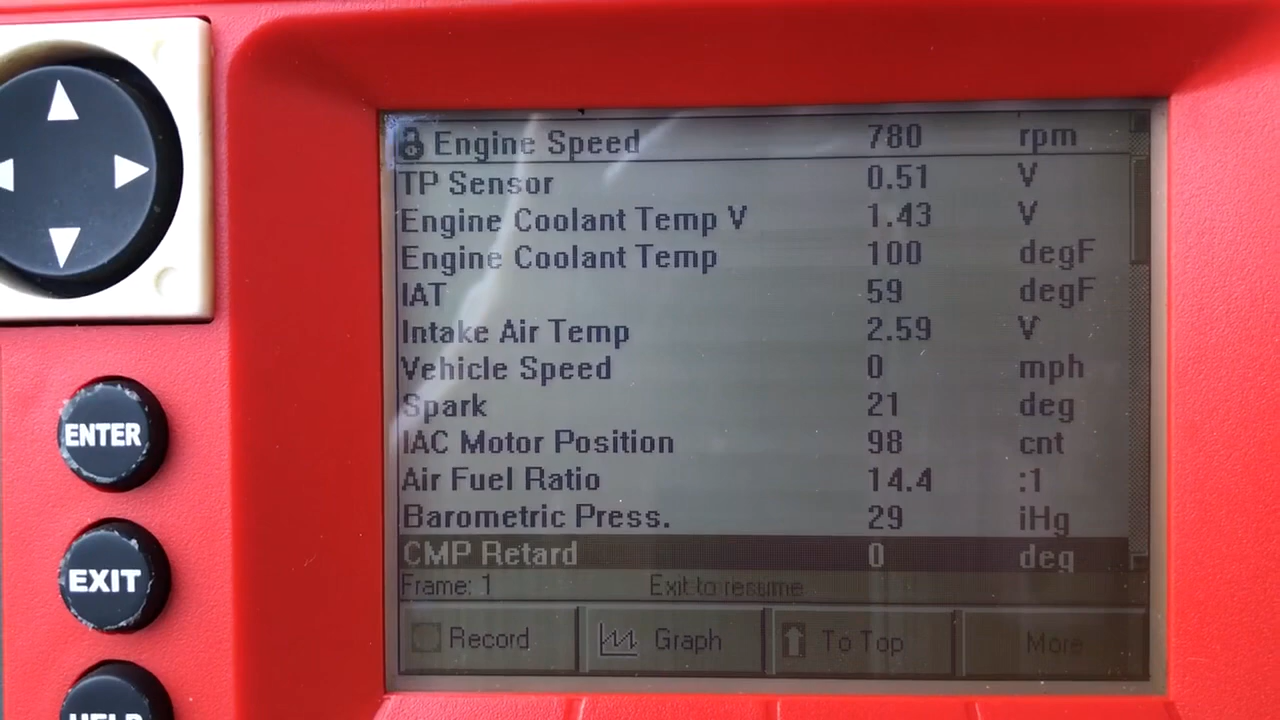 Engine Speed 780 rpm
TP Sensor 0.51 V
Engine Coolant Temp V 1.43 V
Engine Coolant Temp 100 degF
IAT 59 degF
Intake Air Temp 2.59 V
Vehicle Speed 0 mph
Spark 21 deg
IAC Motor Position 98 cnt
Air Fuel Ratio 14.4 :1
Barometric Press. 29 iHg
CMP Retard 0 deg
Frame: 1 Exit to resume
Record Graph To Top More
ENTER
EXIT
HELP